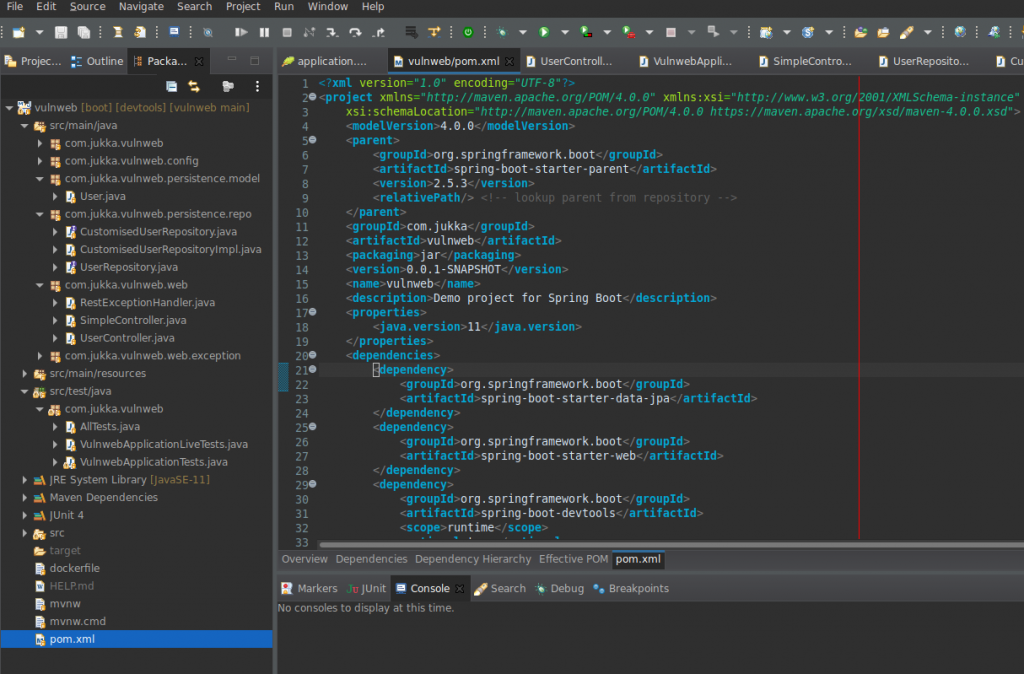 File Edit Source Navigate Search Project Run Window Help
Projec... Outline Packa...
application.... vulnweb/pom.xml UserControll... VulnwebAppli... SimpleContro... UserReposito... Cu
vulnweb [boot] [devtools] [vulnweb main]
src/main/java
com.jukka.vulnweb
com.jukka.vulnweb.config
com.jukka.vulnweb.persistence.model
User.java
com.jukka.vulnweb.persistence.repo
CustomisedUserRepository.java
CustomisedUserRepositoryImpl.java
UserRepository.java
com.jukka.vulnweb.web
RestExceptionHandler.java
SimpleController.java
UserController.java
com.jukka.vulnweb.web.exception
src/main/resources
src/test/java
com.jukka.vulnweb
AllTests.java
VulnwebApplicationLiveTests.java
VulnwebApplicationTests.java
JRE System Library [JavaSE-11]
Maven Dependencies
JUnit 4
src
target
dockerfile
HELP.md
mvnw
mvnw.cmd
pom.xml
1 <?xml version="1.0" encoding="UTF-8"?>
2 <project xmlns="http://maven.apache.org/POM/4.0.0" xmlns:xsi="http://www.w3.org/2001/XMLSchema-instance"
3 xsi:schemaLocation="http://maven.apache.org/POM/4.0.0 https://maven.apache.org/xsd/maven-4.0.0.xsd">
4 <modelVersion>4.0.0</modelVersion>
5 <parent>
6 <groupId>org.springframework.boot</groupId>
7 <artifactId>spring-boot-starter-parent</artifactId>
8 <version>2.5.3</version>
9 <relativePath/> <!-- lookup parent from repository -->
10 </parent>
11 <groupId>com.jukka</groupId>
12 <artifactId>vulnweb</artifactId>
13 <packaging>jar</packaging>
14 <version>0.0.1-SNAPSHOT</version>
15 <name>vulnweb</name>
16 <description>Demo project for Spring Boot</description>
17 <properties>
18 <java.version>11</java.version>
19 </properties>
20 <dependencies>
21 <dependency>
22 <groupId>org.springframework.boot</groupId>
23 <artifactId>spring-boot-starter-data-jpa</artifactId>
24 </dependency>
25 <dependency>
26 <groupId>org.springframework.boot</groupId>
27 <artifactId>spring-boot-starter-web</artifactId>
28 </dependency>
29 <dependency>
30 <groupId>org.springframework.boot</groupId>
31 <artifactId>spring-boot-devtools</artifactId>
32 <scope>runtime</scope>
33
Overview Dependencies Dependency Hierarchy Effective POM pom.xml
Markers JUnit Console Search Debug Breakpoints
No consoles to display at this time.